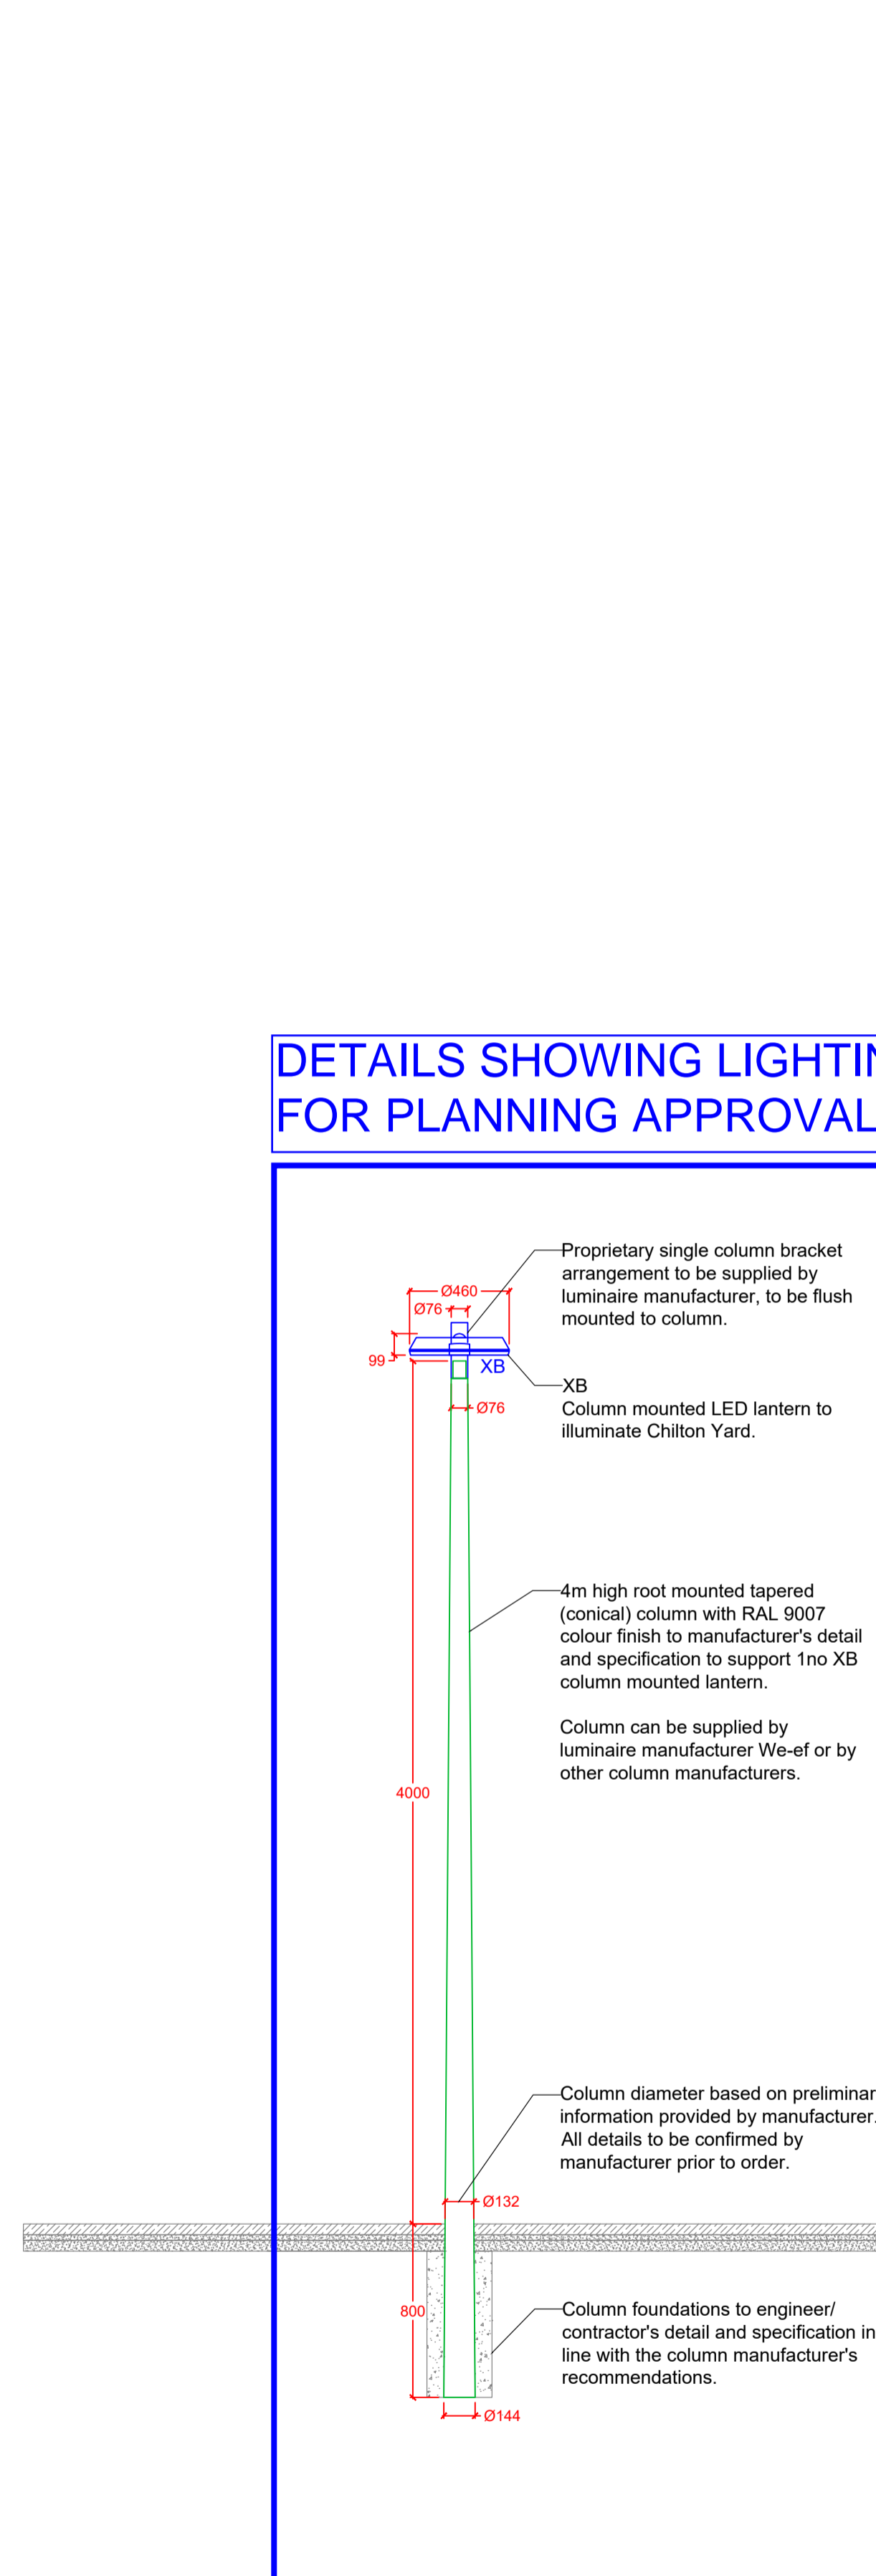 DETAILS SHOWING
FOR PLANNING APPROVAL
Proprietary single column bracket
arrangement to be supplied by
luminaire manufacturer, to be flush
mounted to column.
Ø460
Ø76
99
XB
XB
Column mounted LED lantern to
illuminate Chilton Yard.
Ø76
4m high root mounted tapered
(conical) column with RAL 9007
colour finish to manufacturer's detail
and specification to support 1no XB
column mounted lantern.
Column can be supplied by
luminaire manufacturer We-ef or by
other column manufacturers.
4000
Column diameter based on
information provided by manufacturer.
All details to be confirmed by
manufacturer prior to order.
Ø132
800
Column foundations to engineer/
contractor's detail and specification in
line with the column manufacturer's
recommendations.
Ø144